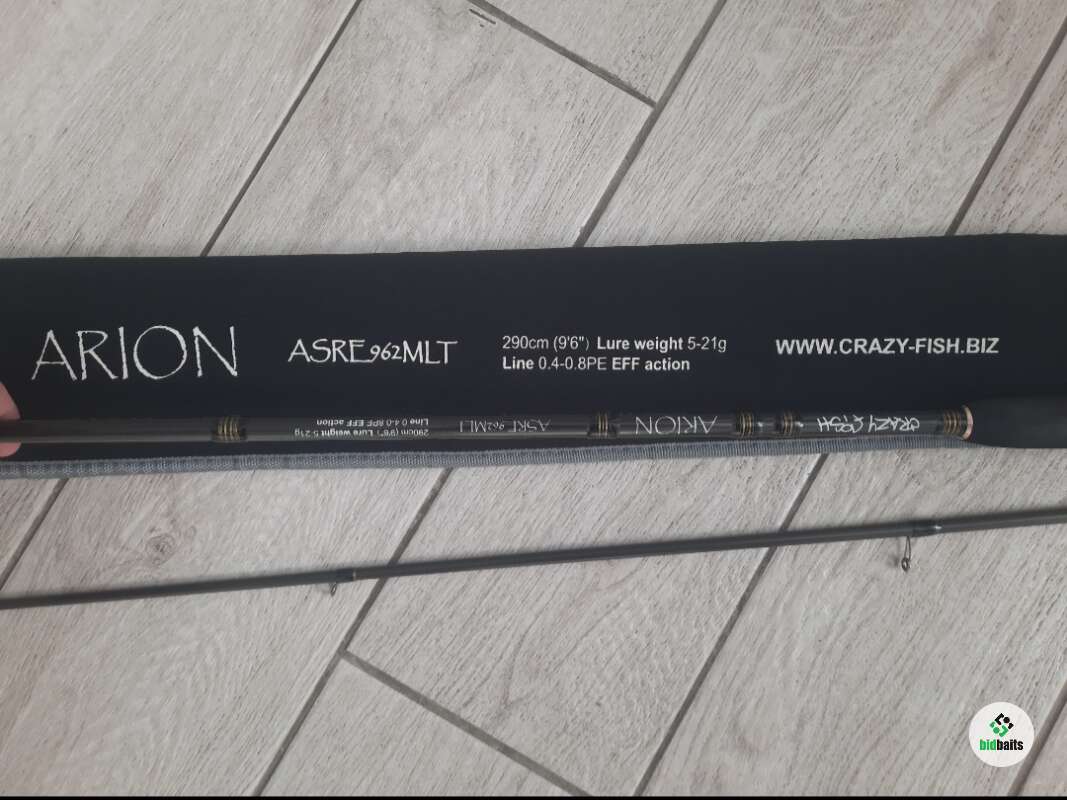 ARION
ASRE962MLT
290cm (9'6") Lure weight 5-21g
Line 0.4-0.8PE EFF action
WWW.CRAZY-FISH.BIZ
CRAZY FISH
ARION
ASRE962MLT
290cm (9'6") Lure weight 5-21g
Line 0.4-0.8PE EFF action
bidbaits